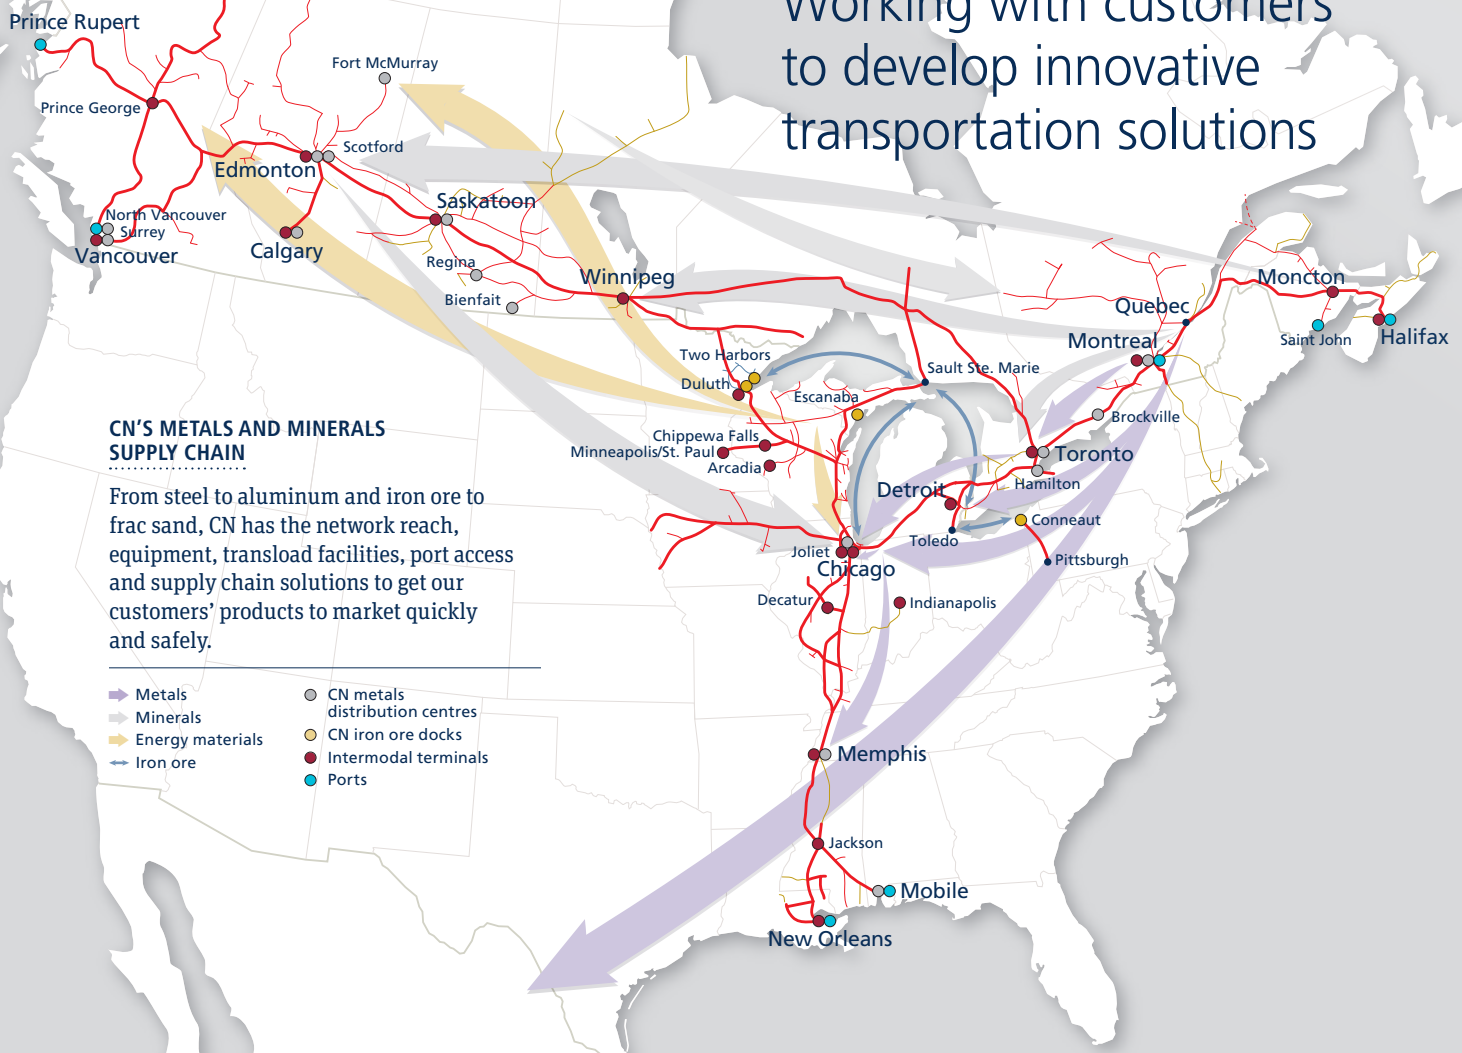 Working with customers
to develop innovative
transportation solutions
Prince Rupert
Fort McMurray
Prince George
Scotford
Edmonton
Saskatoon
North Vancouver
Surrey
Vancouver
Calgary
Regina
Winnipeg
Bienfait
Moncton
Quebec
Montreal
Saint John
Halifax
Two Harbors
Duluth
Sault Ste. Marie
Escanaba
Brockville
Chippewa Falls
Minneapolis/St. Paul
Arcadia
Toronto
Hamilton
Detroit
Conneaut
Toledo
Joliet
Chicago
Pittsburgh
Decatur
Indianapolis
Memphis
Jackson
Mobile
New Orleans
CN'S METALS AND MINERALS
SUPPLY CHAIN
From steel to aluminum and iron ore to
frac sand, CN has the network reach,
equipment, transload facilities, port access
and supply chain solutions to get our
customers' products to market quickly
and safely.
Metals
Minerals
Energy materials
Iron ore
CN metals
distribution centres
CN iron ore docks
Intermodal terminals
Ports